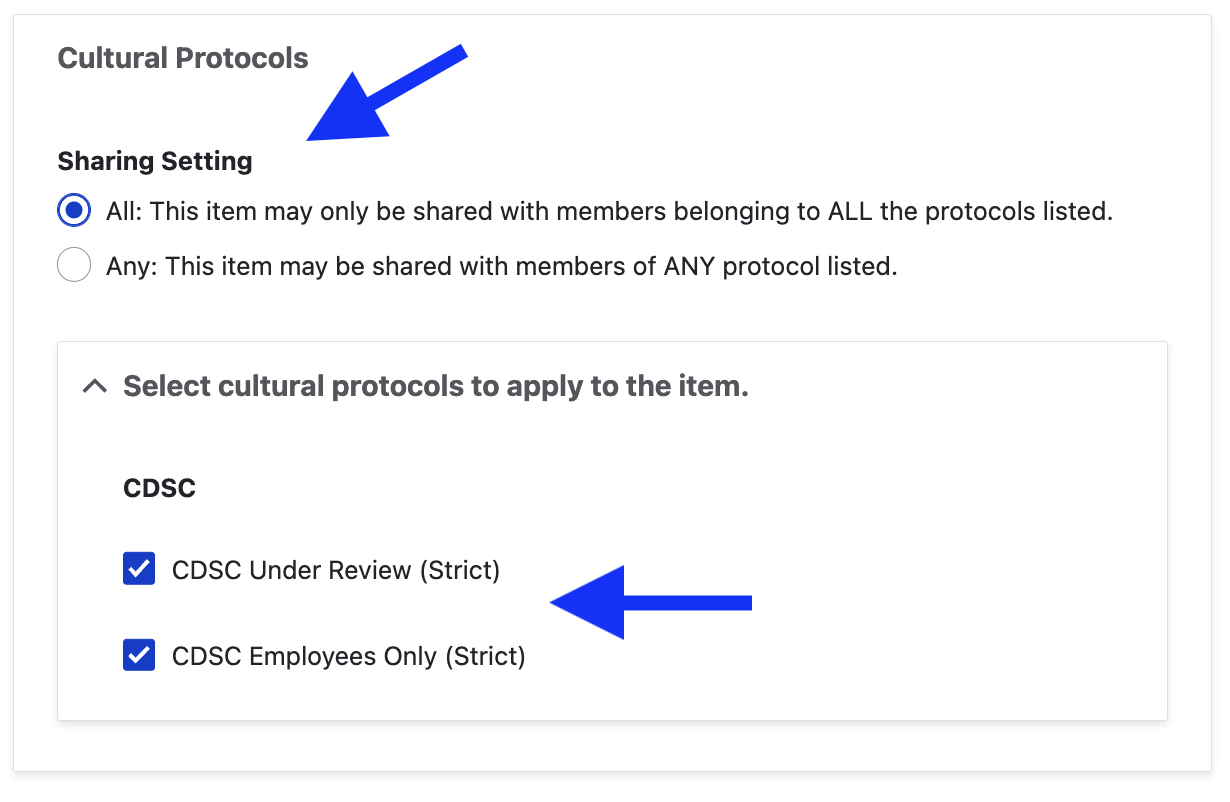 Cultural Protocols
Sharing Setting
All: This item may only be shared with members belonging to ALL the protocols listed.
Any: This item may be shared with members of ANY protocol listed.
Select cultural protocols to apply to the item.
CDSC
CDSC Under Review (Strict)
CDSC Employees Only (Strict)